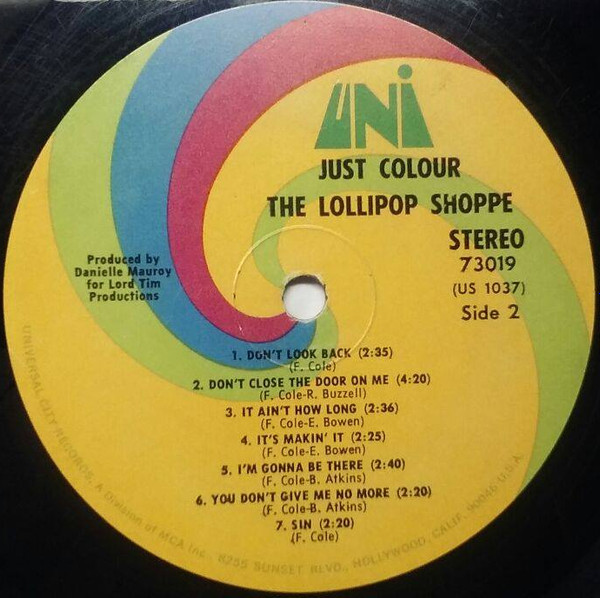 UNI
JUST COLOUR
THE LOLLIPOP SHOPPE
STEREO
73019
(US 1037)
Side 2
Produced by
Danielle Mauroy
for Lord Tim
Productions
1. DON'T LOOK BACK (2:35)
(F. Cole)
2. DON'T CLOSE THE DOOR ON ME (4:20)
(F. Cole-R. Buzzell)
3. IT AIN'T HOW LONG (2:36)
(F. Cole-E. Bowen)
4. IT'S MAKIN' IT (2:25)
(F. Cole-E. Bowen)
5. I'M GONNA BE THERE (2:40)
(F. Cole-B. Atkins)
6. YOU DON'T GIVE ME NO MORE (2:20)
(F. Cole-B. Atkins)
7. SIN (2:20)
(F. Cole)
UNIVERSAL CITY RECORDS, A Division of MCA Inc., 8255 SUNSET BLVD., HOLLYWOOD, CALIF. 90046-U.S.A.